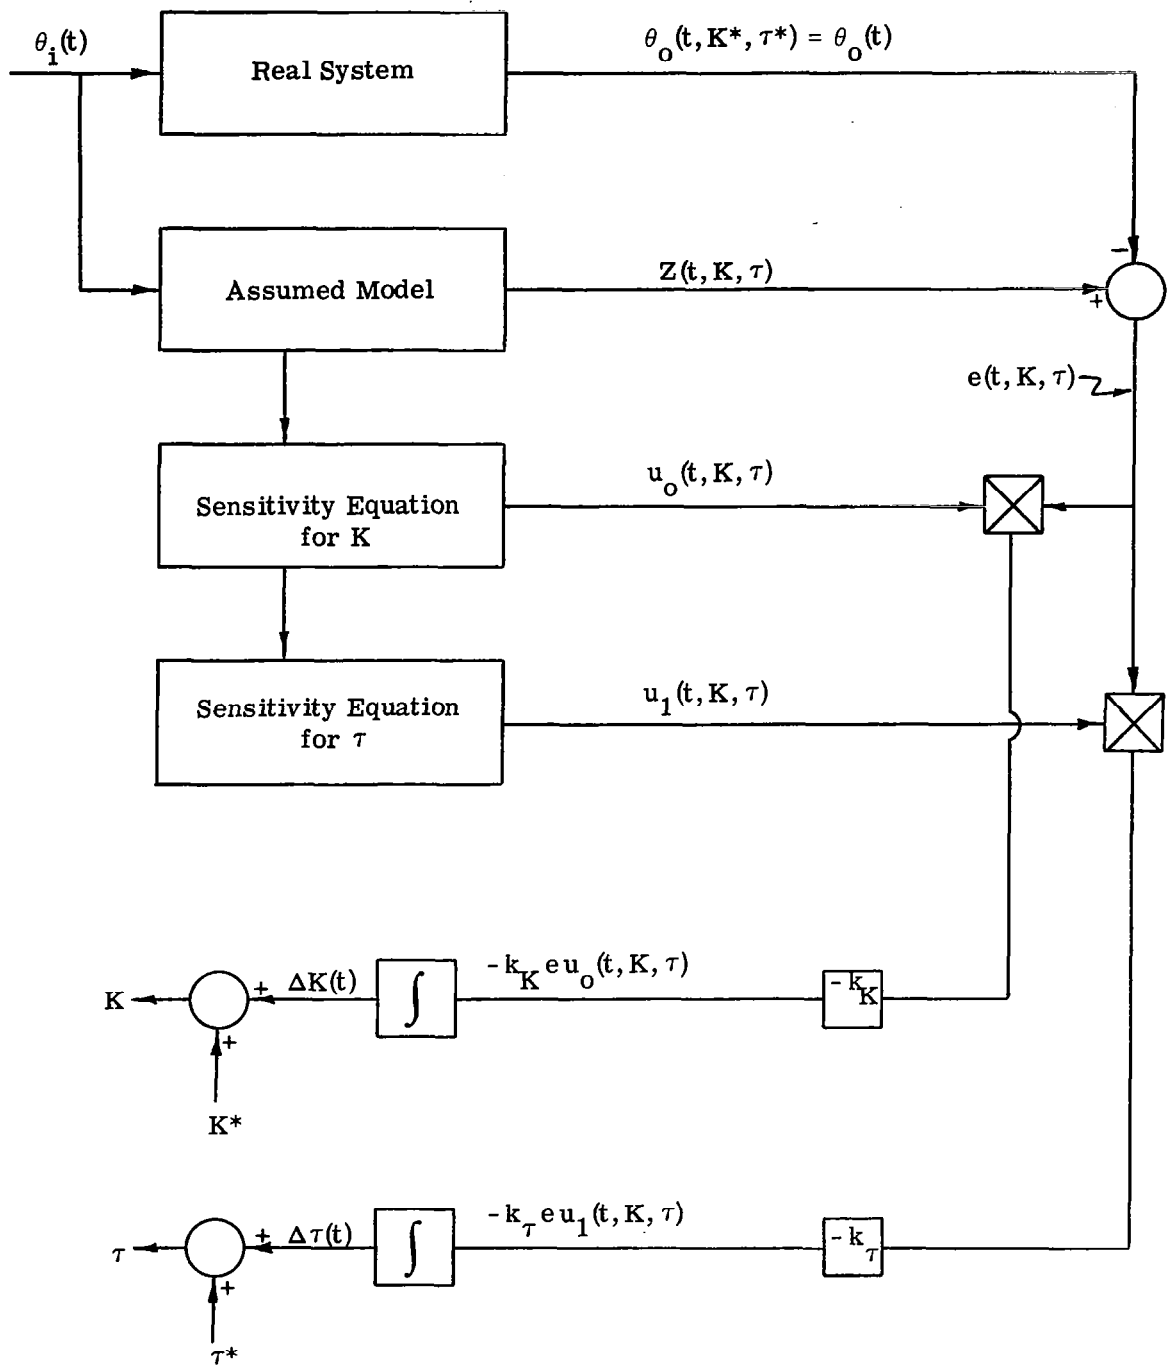 θi(t)
Real System
θo(t, K*, τ*) = θo(t)
−
Assumed Model
Z(t, K, τ)
+
e(t, K, τ)
Sensitivity Equation
for K
uo(t, K, τ)
Sensitivity Equation
for τ
u1(t, K, τ)
K
+
ΔK(t)
∫
-kK e uo(t, K, τ)
-kK
+
K*
τ
+
Δτ(t)
∫
-kτ e u1(t, K, τ)
-kτ
+
τ*